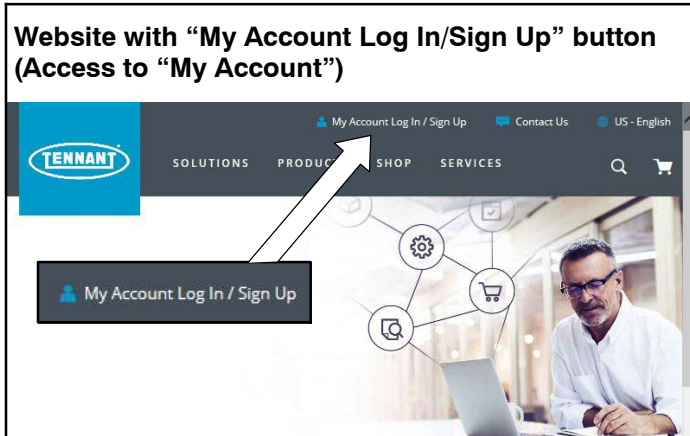 Website with “My Account Log In/Sign Up” button
(Access to “My Account”)
My Account Log In / Sign Up Contact Us US - English
TENNANT
SOLUTIONS SHOP SERVICES
My Account Log In / Sign Up